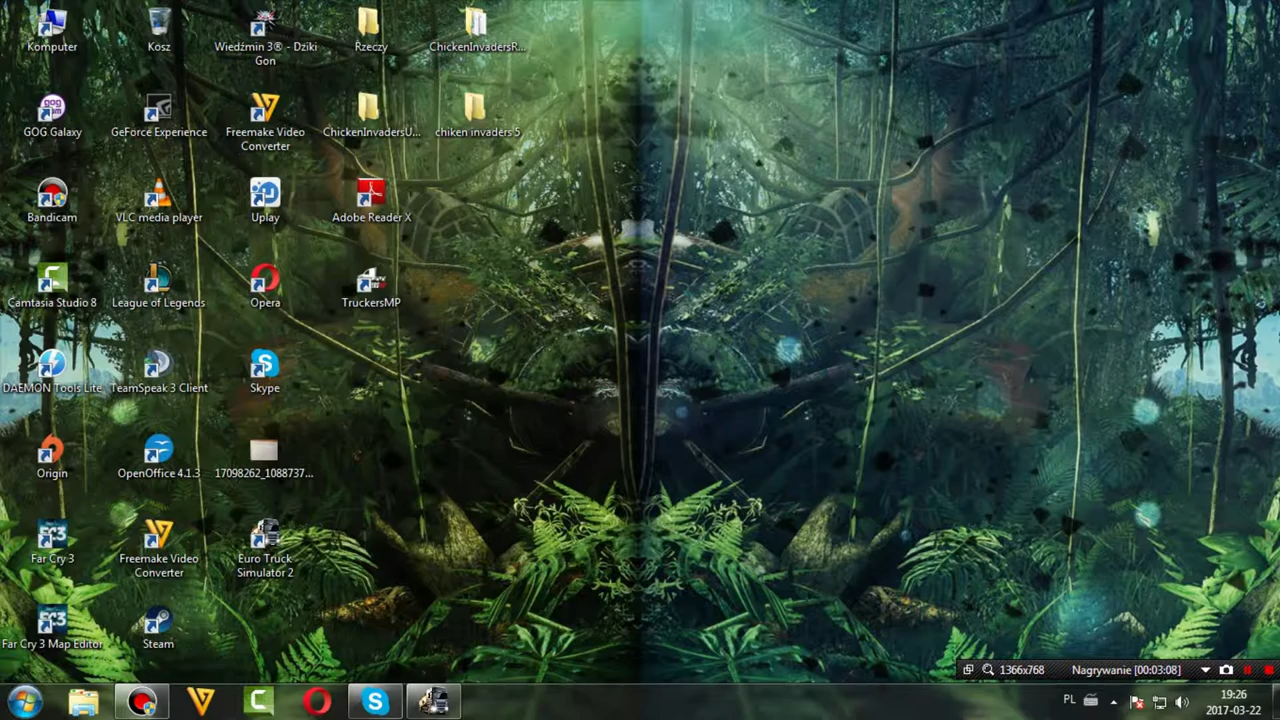 Komputer
Kosz
Wiedźmin 3® - Dziki
Gon
Rzeczy
ChickenInvadersR...
GOG Galaxy
GeForce Experience
Freemake Video
Converter
ChickenInvadersU...
chiken invaders 5
Bandicam
VLC media player
Uplay
Adobe Reader X
Camtasia Studio 8
League of Legends
Opera
TruckersMP
DAEMON Tools Lite
TeamSpeak 3 Client
Skype
Origin
OpenOffice 4.1.3
17098262_1088737...
Far Cry 3
Freemake Video
Converter
Euro Truck
Simulator 2
Far Cry 3 Map Editor
Steam
1366x768 Nagrywanie [00:03:08]
PL
19:26
2017-03-22